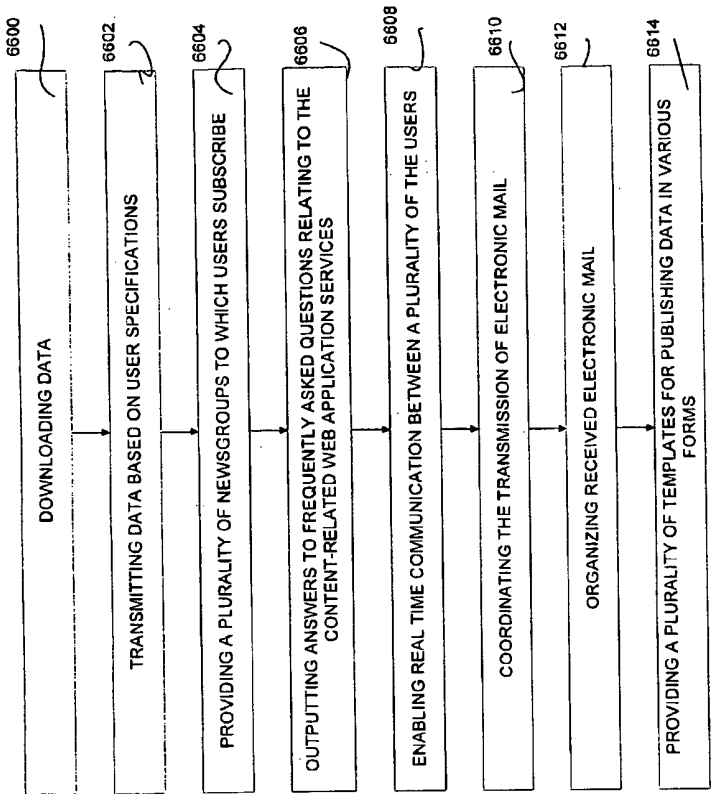 6600
DOWNLOADING DATA
6602
TRANSMITTING DATA BASED ON USER SPECIFICATIONS
6604
PROVIDING A PLURALITY OF NEWSGROUPS TO WHICH USERS SUBSCRIBE
6606
OUTPUTTING ANSWERS TO FREQUENTLY ASKED QUESTIONS RELATING TO THE
CONTENT-RELATED WEB APPLICATION SERVICES
6608
ENABLING REAL TIME COMMUNICATION BETWEEN A PLURALITY OF THE USERS
6610
COORDINATING THE TRANSMISSION OF ELECTRONIC MAIL
6612
ORGANIZING RECEIVED ELECTRONIC MAIL
6614
PROVIDING A PLURALITY OF TEMPLATES FOR PUBLISHING DATA IN VARIOUS
FORMS